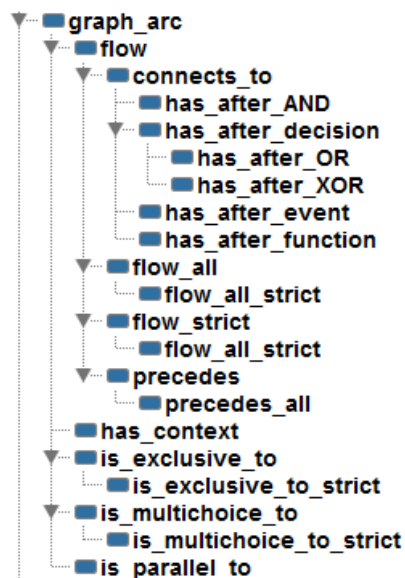 graph_arc
flow
connects_to
has_after_AND
has_after_decision
has_after_OR
has_after_XOR
has_after_event
has_after_function
flow_all
flow_all_strict
flow_strict
flow_all_strict
precedes
precedes_all
has_context
is_exclusive_to
is_exclusive_to_strict
is_multichoice_to
is_multichoice_to_strict
is_parallel_to